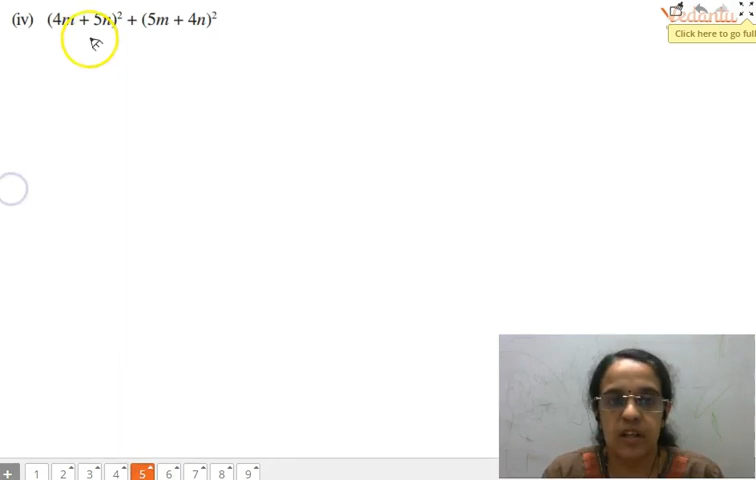 (iv) (4m + 5n)² + (5m + 4n)²
Vedantu
Click here to go full
1 2 3 4 5 6 7 8 9